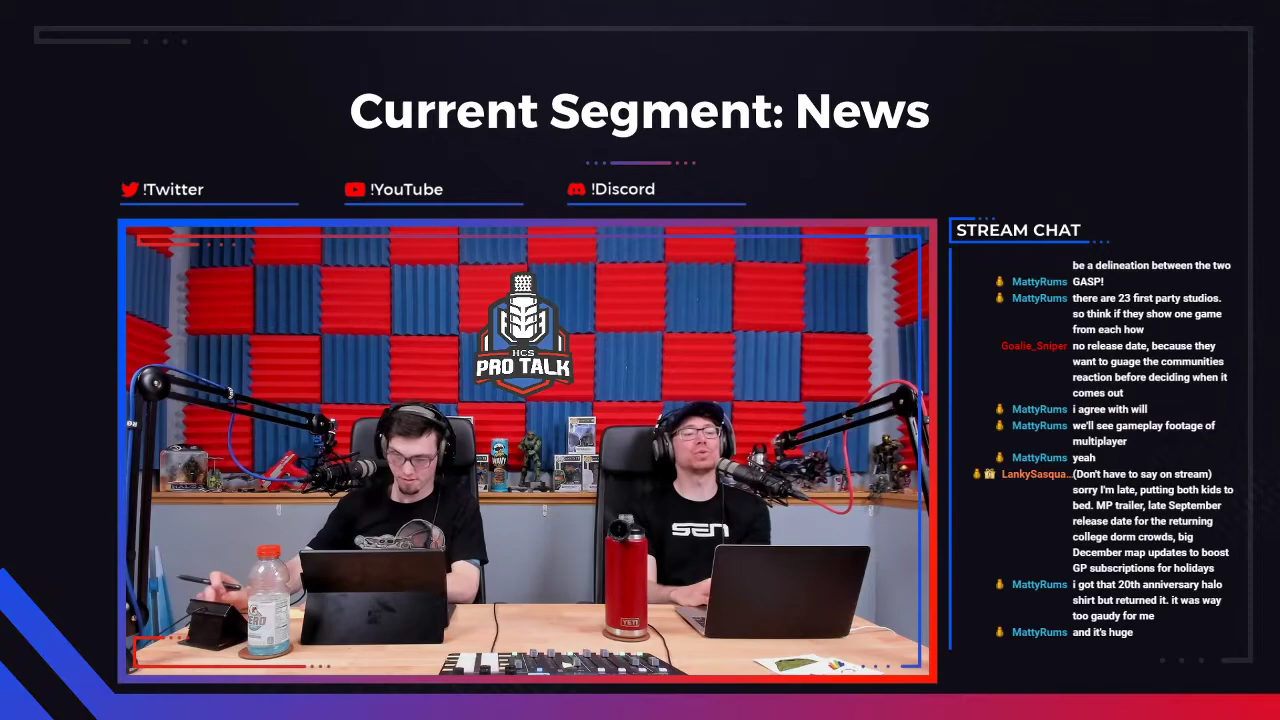 Current Segment: News
!Twitter
!YouTube
!Discord
STREAM CHAT
be a delineation between the two
MattyRums GASP!
MattyRums there are 23 first party studios.
so think if they show one game
from each how
Goalie_Sniper no release date, because they
want to guage the communities
reaction before deciding when it
comes out
MattyRums i agree with will
MattyRums we'll see gameplay footage of
multiplayer
MattyRums yeah
LankySasqua... (Don't have to say on stream)
sorry I'm late, putting both kids to
bed. MP trailer, late September
release date for the returning
college dorm crowds, big
December map updates to boost
GP subscriptions for holidays
MattyRums i got that 20th anniversary halo
shirt but returned it. it was way
too gaudy for me
MattyRums and it's huge
HCS
PRO TALK
SEN
ZERO
YETI